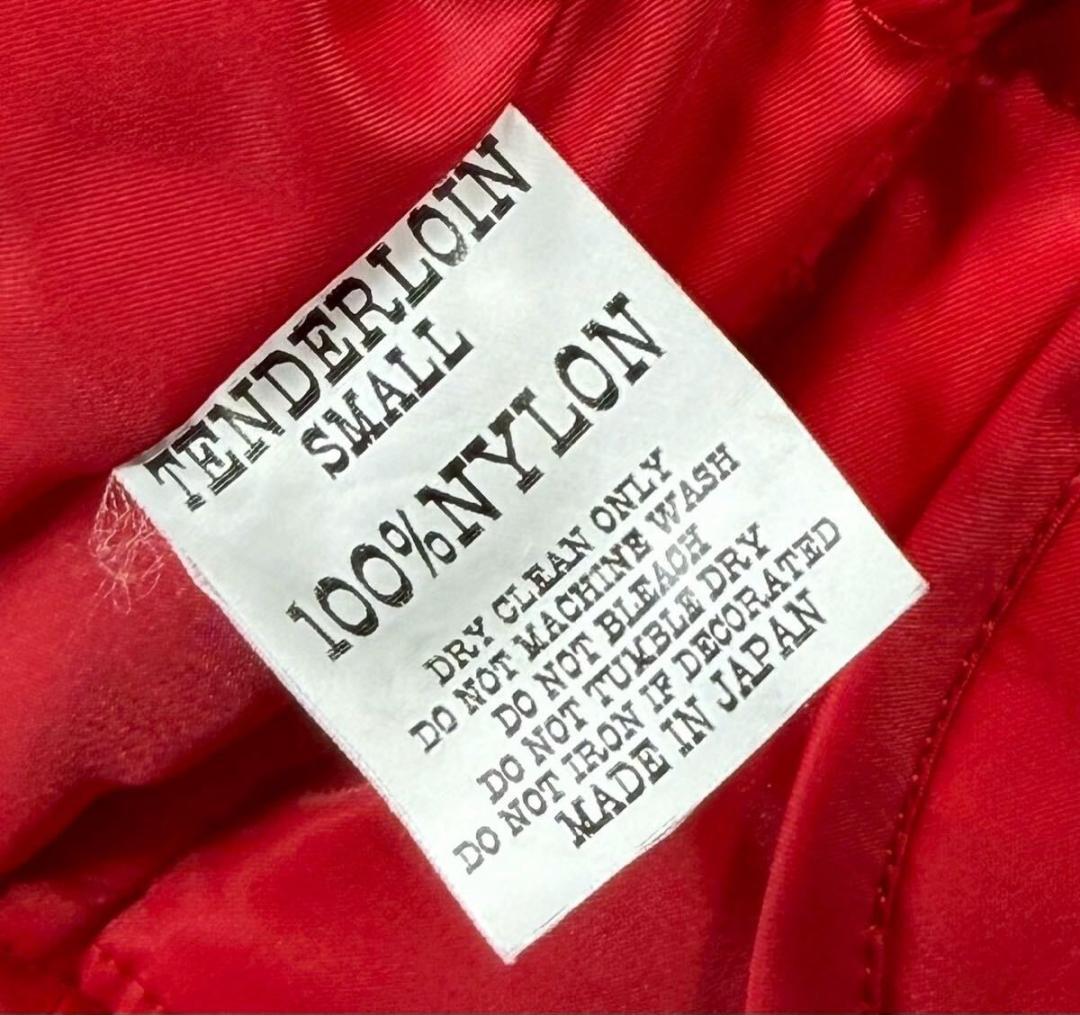 TENDERLOIN
SMALL
100%NYLON
DRY CLEAN ONLY
DO NOT MACHINE WASH
DO NOT BLEACH
DO NOT TUMBLE DRY
DO NOT IRON IF DECORATED
MADE IN JAPAN